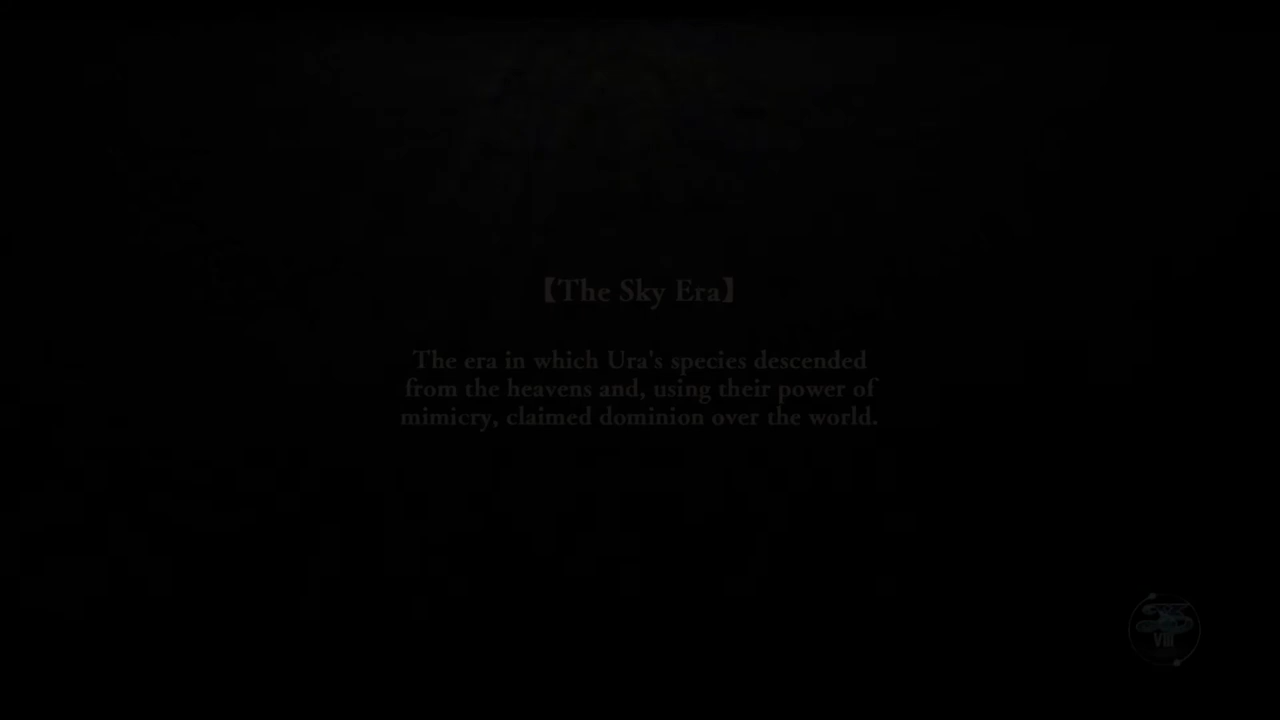 【The Sky Era】
The era in which Ura's species descended
from the heavens and, using their power of
mimicry, claimed dominion over the world.
VIII